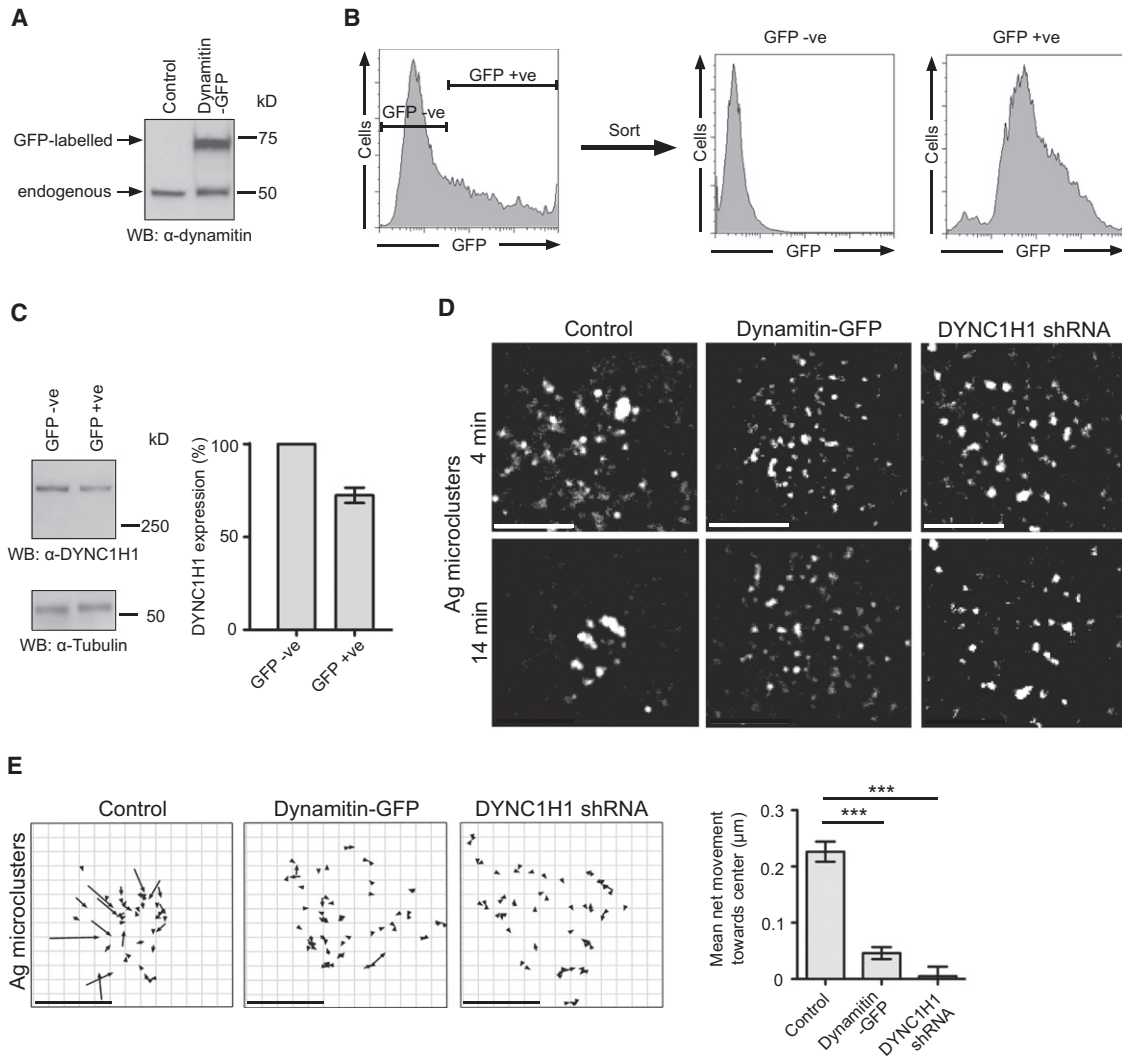 A
Control
Dynamitin
-GFP
kD
GFP-labelled
75
endogenous
50
WB: α-dynamitin
B
GFP +ve
GFP -ve
Cells
GFP
Sort
GFP -ve
Cells
GFP
GFP +ve
Cells
GFP
C
GFP -ve
GFP +ve
kD
250
WB: α-DYNC1H1
50
WB: α-Tubulin
DYNC1H1 expression (%)
100
50
0
GFP -ve
GFP +ve
D
Control
Dynamitin-GFP
DYNC1H1 shRNA
Ag microclusters
4 min
14 min
E
Control
Dynamitin-GFP
DYNC1H1 shRNA
Ag microclusters
Mean net movement
towards center (µm)
0.3
0.2
0.1
0
***
***
Control
Dynamitin
-GFP
DYNC1H1
shRNA